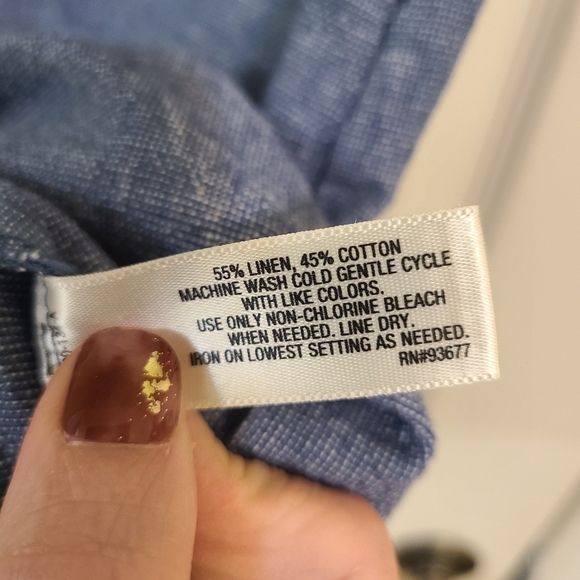 55% LINEN, 45% COTTON
MACHINE WASH COLD GENTLE CYCLE
WITH LIKE COLORS.
USE ONLY NON-CHLORINE BLEACH
WHEN NEEDED. LINE DRY.
IRON ON LOWEST SETTING AS NEEDED.
RN#93677